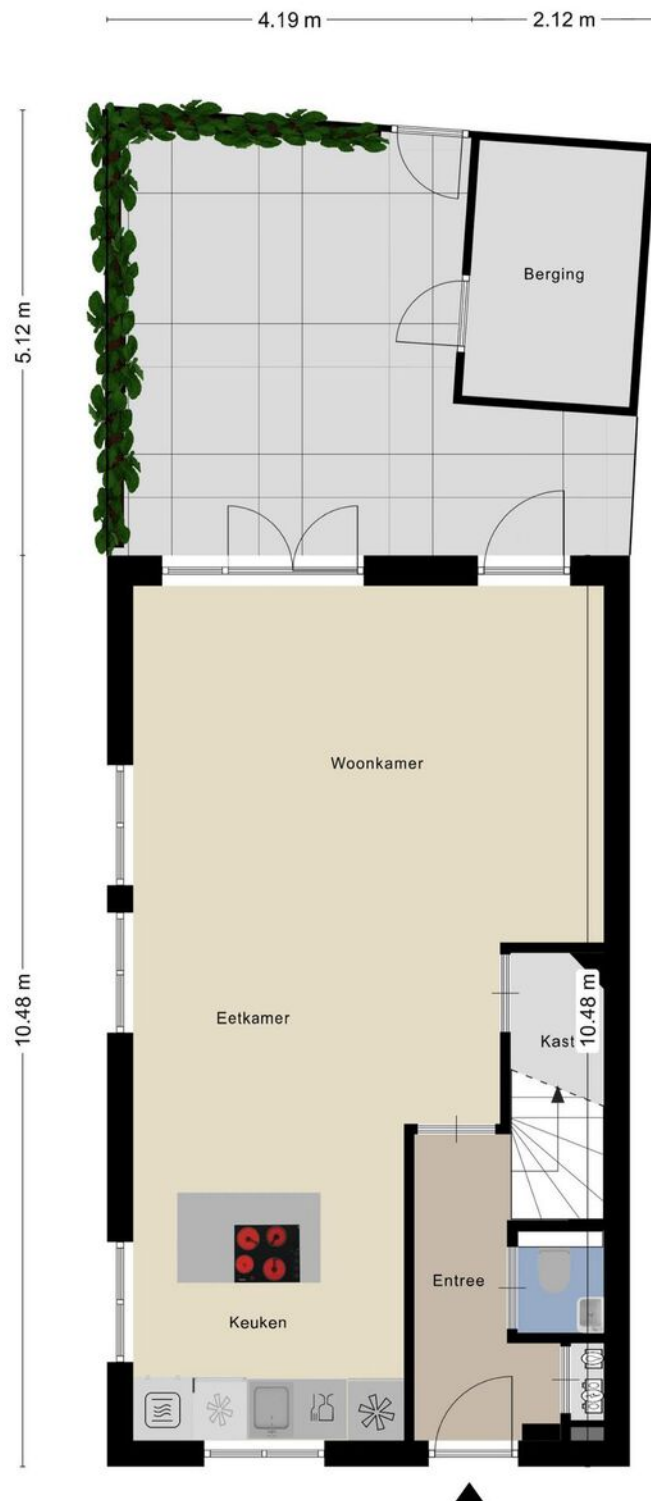 4.19 m
2.12 m
5.12 m
Berging
Woonkamer
10.48 m
10.48 m
Eetkamer
Kast
Entree
Keuken